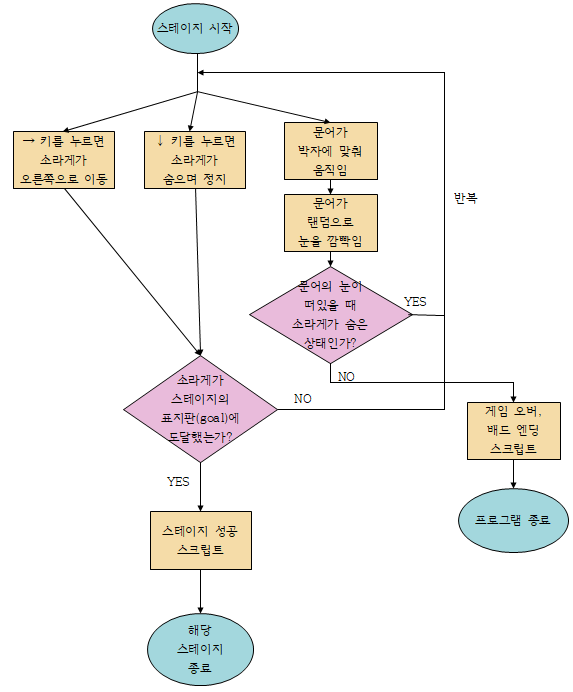 스테이지 시작
→ 키를 누르면
소라게가
오른쪽으로 이동
↓ 키를 누르면
소라게가
숨으며 정지
문어가
박자에 맞춰
움직임
문어가
랜덤으로
눈을 깜빡임
반복
문어의 눈이
떠있을 때
소라게가 숨은
상태인가?
YES
NO
소라게가
스테이지의
표지판(goal)에
도달했는가?
NO
게임 오버,
배드 엔딩
스크립트
YES
프로그램 종료
스테이지 성공
스크립트
해당
스테이지
종료